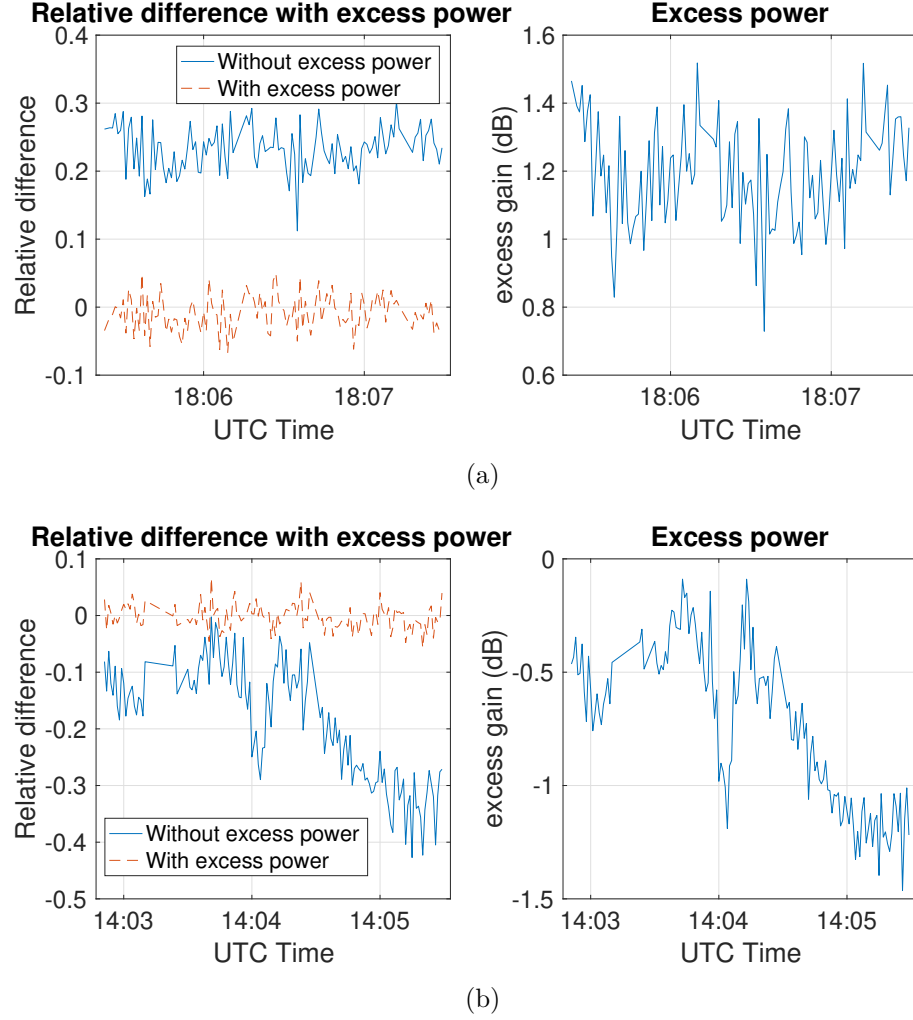 Relative difference with excess power
0.4
0.3
0.2
0.1
0
-0.1
Relative difference
Without excess power
With excess power
18:06 18:07
UTC Time
Excess power
1.6
1.4
1.2
1
0.8
0.6
excess gain (dB)
18:06 18:07
UTC Time
(a)
Relative difference with excess power
0.1
0
-0.1
-0.2
-0.3
-0.4
-0.5
Relative difference
Without excess power
With excess power
14:03 14:04 14:05
UTC Time
Excess power
0
-0.5
-1
-1.5
excess gain (dB)
14:03 14:04 14:05
UTC Time
(b)